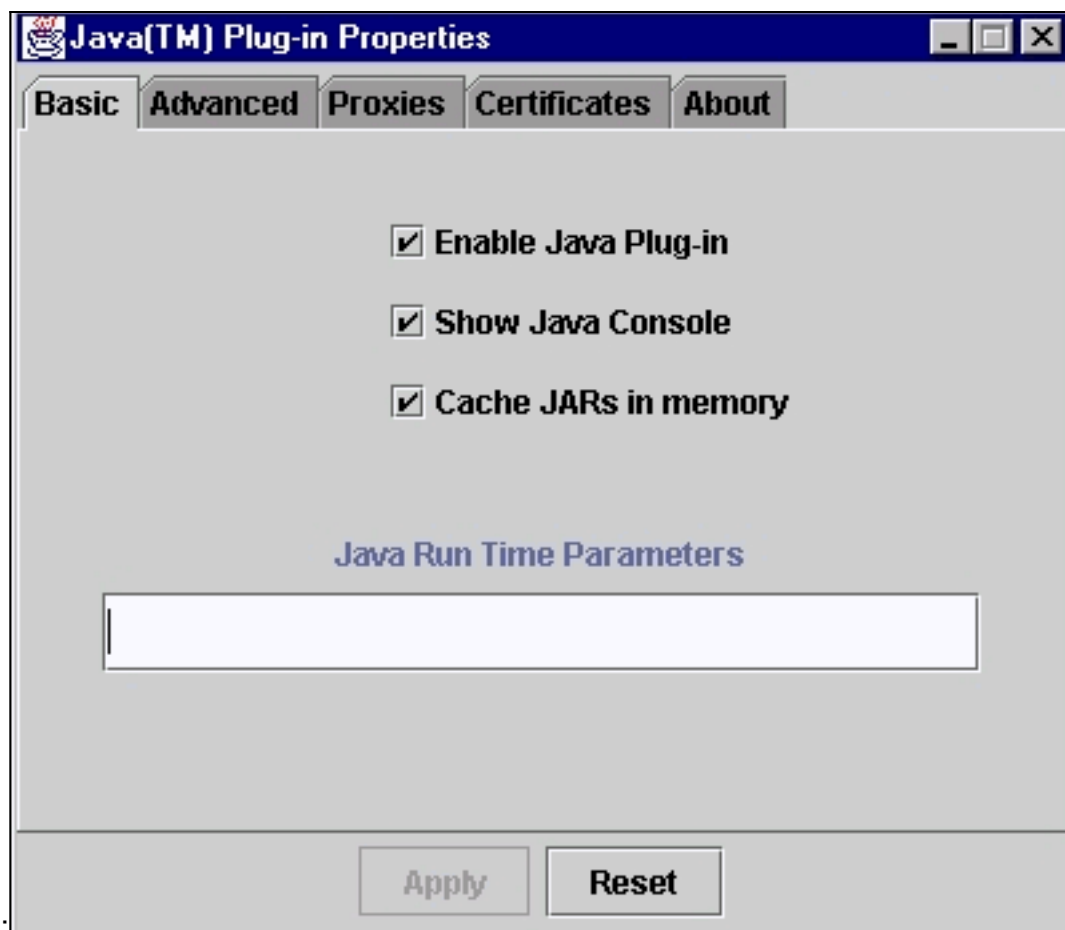 Java(TM) Plug-in Properties
Basic Advanced Proxies Certificates About
Enable Java Plug-in
Show Java Console
Cache JARs in memory
Java Run Time Parameters
Apply Reset
.